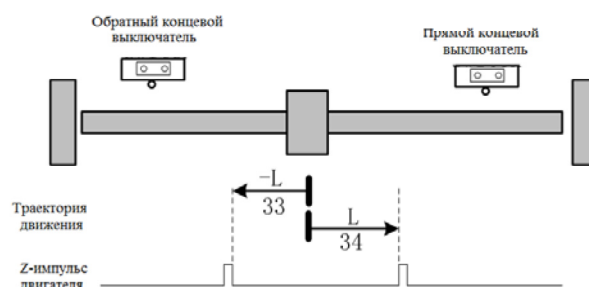 Обратный концевой
выключатель
Прямой концевой
выключатель
−L
33
L
34
Траектория
движения
Z-импульс
двигателя